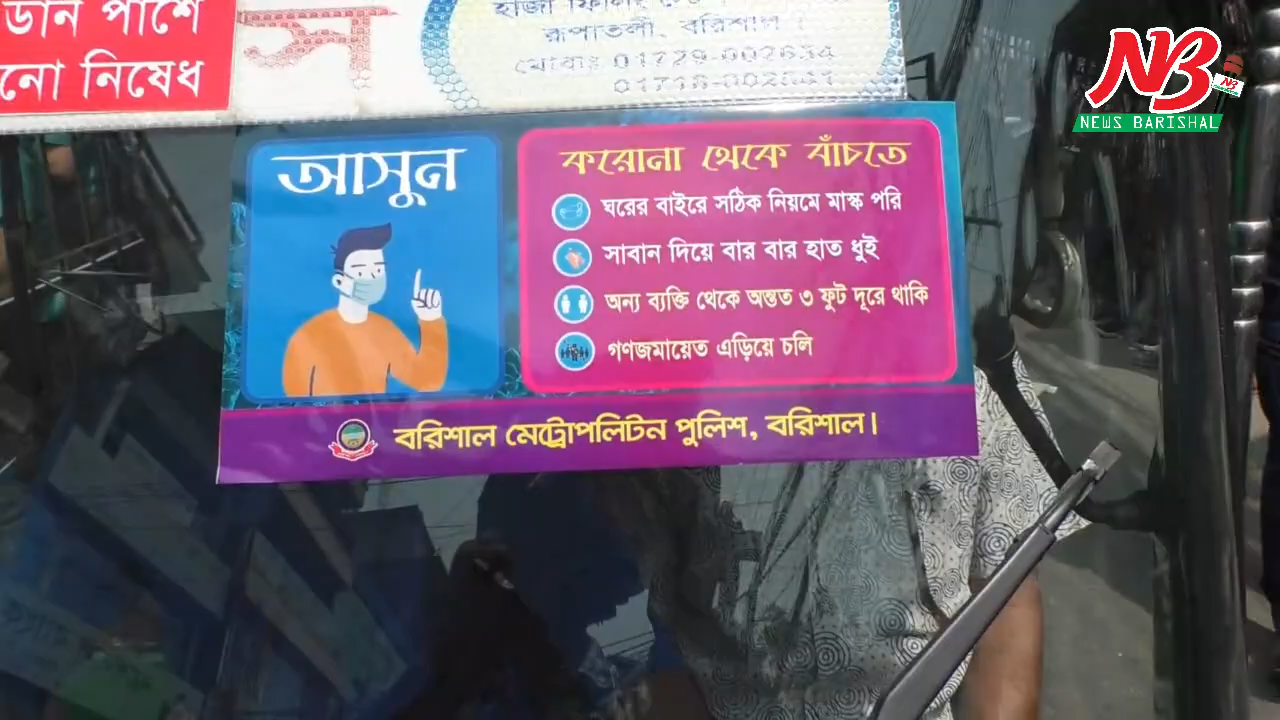 ডান পাশে
নিষেধ
স
রূপাতলী, বরিশাল।
NB
NEWS BARISHAL
আসুন
করোনা থেকে বাঁচতে
ঘরের বাইরে সঠিক নিয়মে মাস্ক পরি
সাবান দিয়ে বার বার হাত ধুই
অন্য ব্যক্তি থেকে অন্তত ৩ ফুট দূরে থাকি
গণজমায়েত এড়িয়ে চলি
বরিশাল মেট্রোপলিটন পুলিশ, বরিশাল।